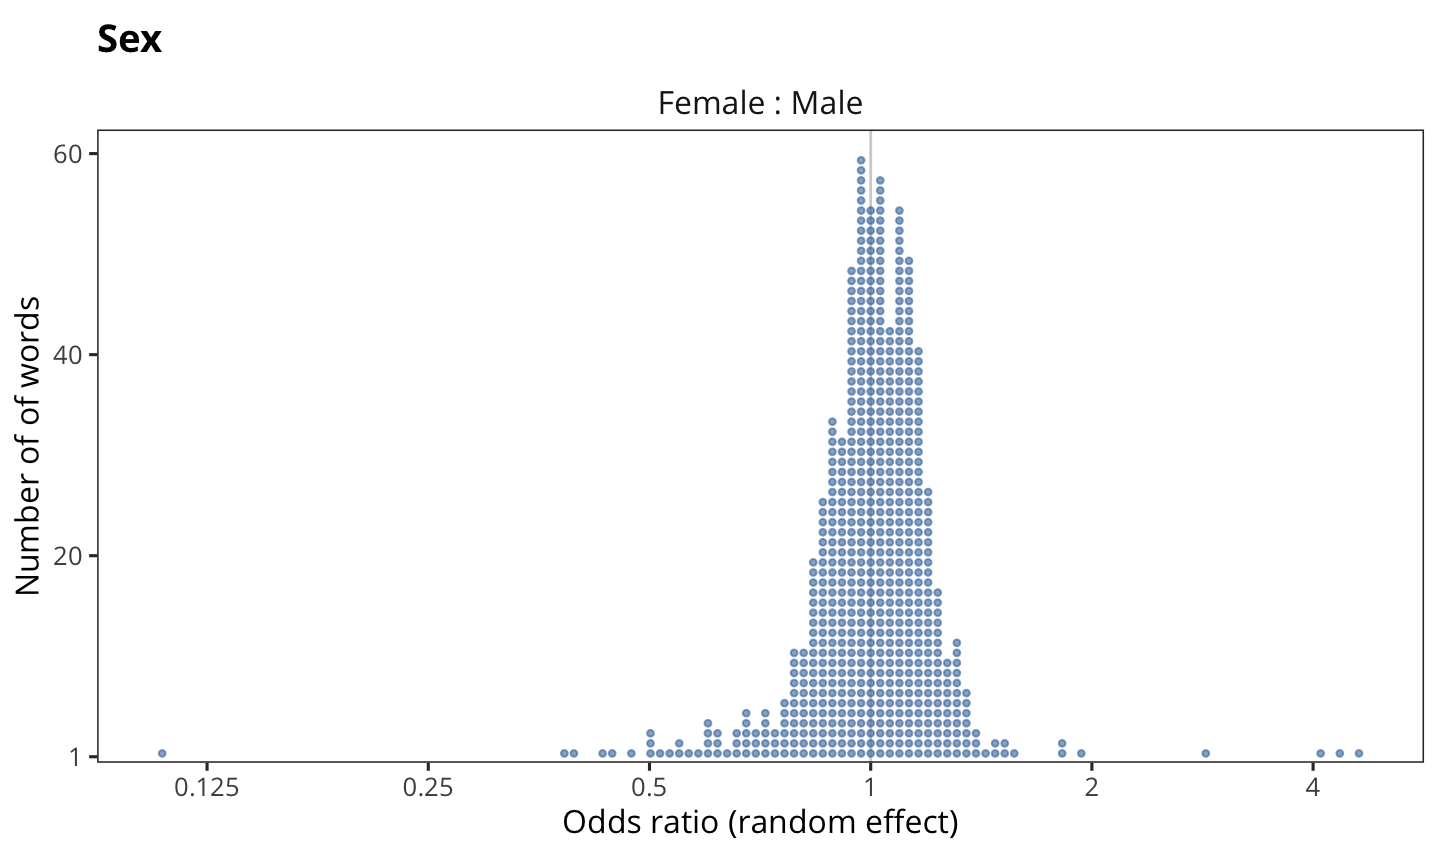 Sex
Female : Male
60
40
20
1
Number of of words
0.125 0.25 0.5 1 2 4
Odds ratio (random effect)